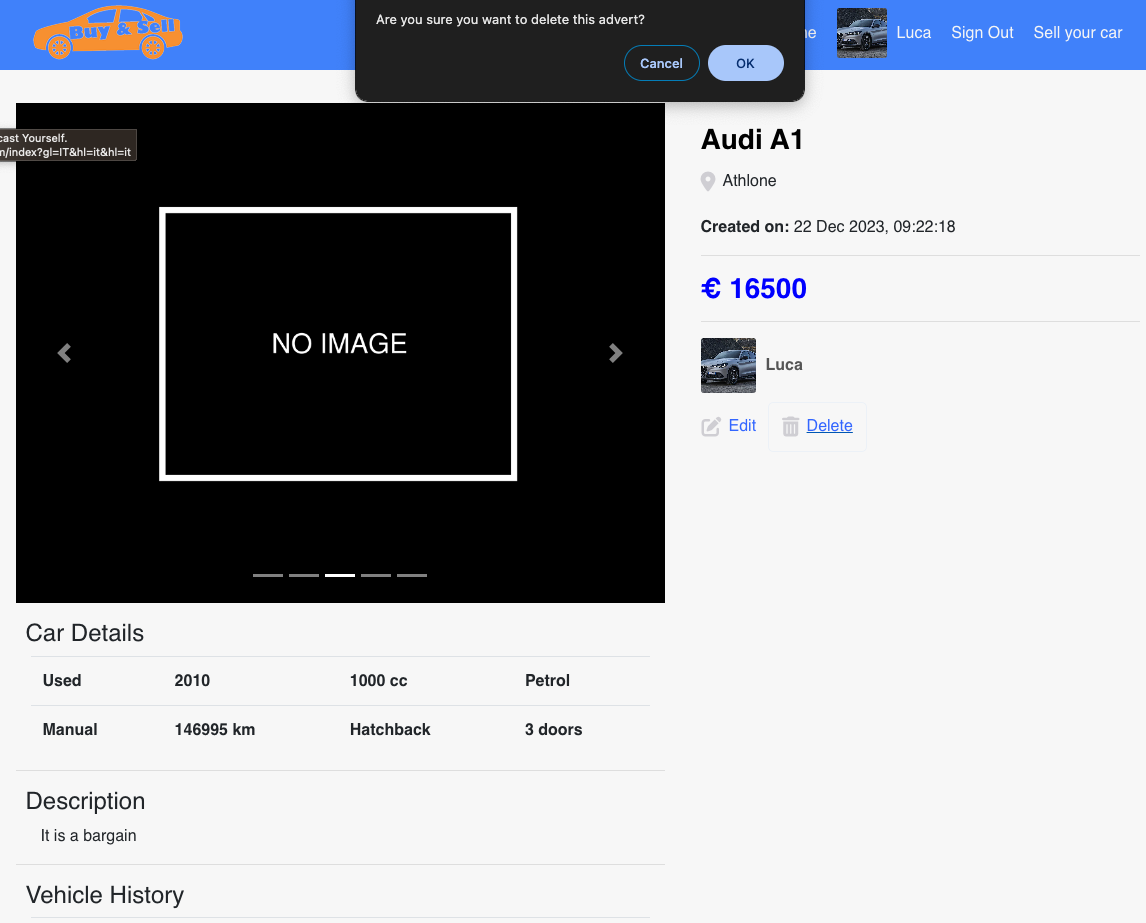 Are you sure you want to delete this advert?
Cancel OK
Buy & Sell
Luca Sign Out Sell your car
cast Yourself.
/index?gl=IT&hl=it&hl=it
NO IMAGE
Audi A1
Athlone
Created on: 22 Dec 2023, 09:22:18
€ 16500
Luca
Edit Delete
Car Details
Used 2010 1000 cc Petrol
Manual 146995 km Hatchback 3 doors
Description
It is a bargain
Vehicle History